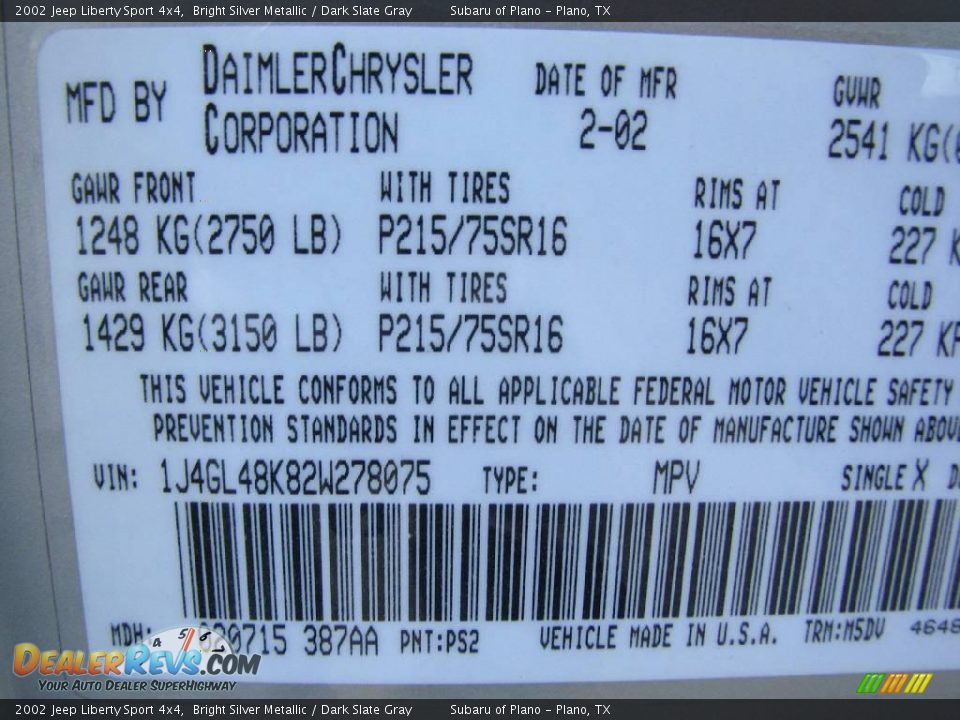 2002 Jeep Liberty Sport 4x4, Bright Silver Metallic / Dark Slate Gray Subaru of Plano - Plano, TX
MFD BY DAIMLERCHRYSLER CORPORATION DATE OF MFR 2-02 GVWR 2541 KG(
GAWR FRONT WITH TIRES RIMS AT COLD
1248 KG(2750 LB) P215/75SR16 16X7 227 K
GAWR REAR WITH TIRES RIMS AT COLD
1429 KG(3150 LB) P215/75SR16 16X7 227 KP
THIS VEHICLE CONFORMS TO ALL APPLICABLE FEDERAL MOTOR VEHICLE SAFETY
PREVENTION STANDARDS IN EFFECT ON THE DATE OF MANUFACTURE SHOWN ABOVE
VIN: 1J4GL48K82W278075 TYPE: MPV SINGLE X
MDH: 020715 387AA PNT:PS2 VEHICLE MADE IN U.S.A. TRM:M5DV 4648
DEALERREVS.COM
YOUR AUTO DEALER SUPERHIGHWAY
2002 Jeep Liberty Sport 4x4, Bright Silver Metallic / Dark Slate Gray Subaru of Plano - Plano, TX